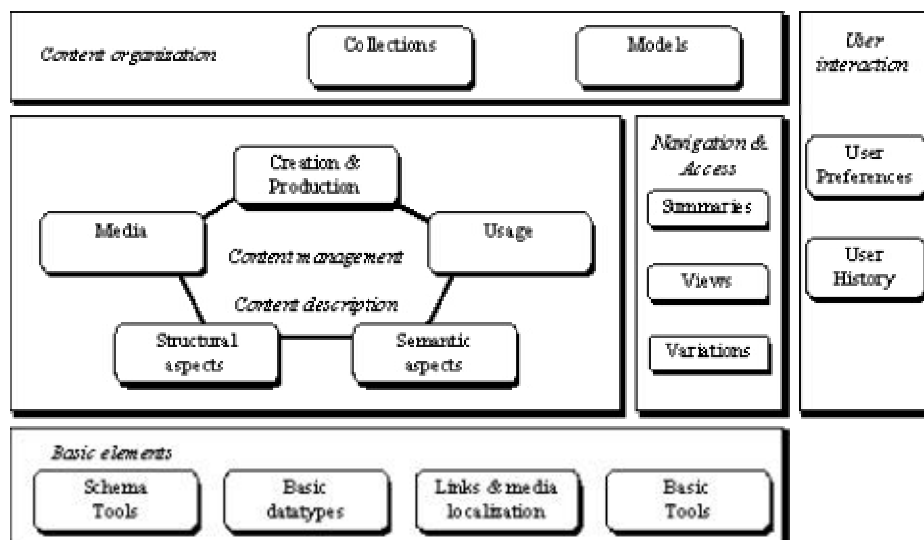 Content organization
Collections
Models
User
interaction
User
Preferences
User
History
Creation &
Production
Media
Usage
Content management
Content description
Structural
aspects
Semantic
aspects
Navigation &
Access
Summaries
Views
Variations
Basic elements
Schema
Tools
Basic
datatypes
Links & media
localization
Basic
Tools